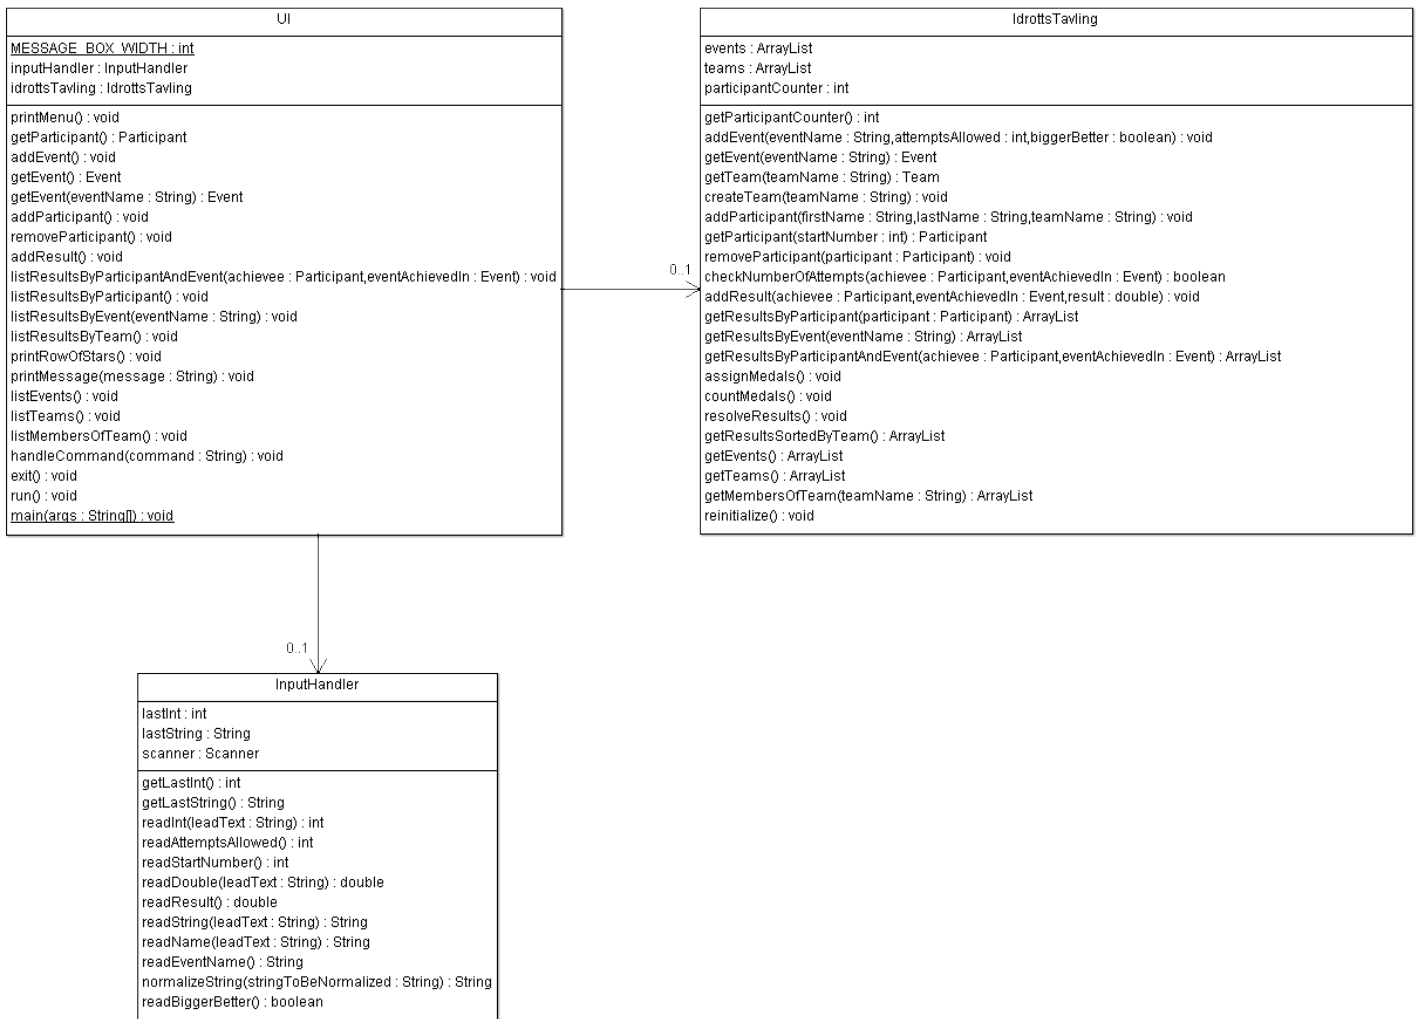 UI
MESSAGE_BOX_WIDTH : int
inputHandler : InputHandler
idrottsTavling : IdrottsTavling
printMenu() : void
getParticipant() : Participant
addEvent() : void
getEvent() : Event
getEvent(eventName : String) : Event
addParticipant() : void
removeParticipant() : void
addResult() : void
listResultsByParticipantAndEvent(achievee : Participant,eventAchievedIn : Event) : void
listResultsByParticipant() : void
listResultsByEvent(eventName : String) : void
listResultsByTeam() : void
printRowOfStars() : void
printMessage(message : String) : void
listEvents() : void
listTeams() : void
listMembersOfTeam() : void
handleCommand(command : String) : void
exit() : void
run() : void
main(args : String[]) : void
0..1
IdrottsTavling
events : ArrayList
teams : ArrayList
participantCounter : int
getParticipantCounter() : int
addEvent(eventName : String,attemptsAllowed : int,biggerBetter : boolean) : void
getEvent(eventName : String) : Event
getTeam(teamName : String) : Team
createTeam(teamName : String) : void
addParticipant(firstName : String,lastName : String,teamName : String) : void
getParticipant(startNumber : int) : Participant
removeParticipant(participant : Participant) : void
checkNumberOfAttempts(achievee : Participant,eventAchievedIn : Event) : boolean
addResult(achievee : Participant,eventAchievedIn : Event,result : double) : void
getResultsByParticipant(participant : Participant) : ArrayList
getResultsByEvent(eventName : String) : ArrayList
getResultsByParticipantAndEvent(achievee : Participant,eventAchievedIn : Event) : ArrayList
assignMedals() : void
countMedals() : void
resolveResults() : void
getResultsSortedByTeam() : ArrayList
getEvents() : ArrayList
getTeams() : ArrayList
getMembersOfTeam(teamName : String) : ArrayList
reinitialize() : void
0..1
InputHandler
lastInt : int
lastString : String
scanner : Scanner
getLastInt() : int
getLastString() : String
readInt(leadText : String) : int
readAttemptsAllowed() : int
readStartNumber() : int
readDouble(leadText : String) : double
readResult() : double
readString(leadText : String) : String
readName(leadText : String) : String
readEventName() : String
normalizeString(stringToBeNormalized : String) : String
readBiggerBetter() : boolean